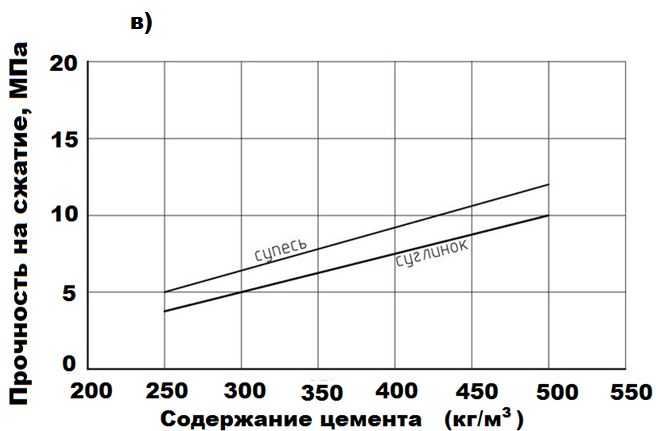 в)
Прочность на сжатие, МПа
20
15
10
5
0
супесь
суглинок
200 250 300 350 400 450 500 550
Содержание цемента (кг/м³)